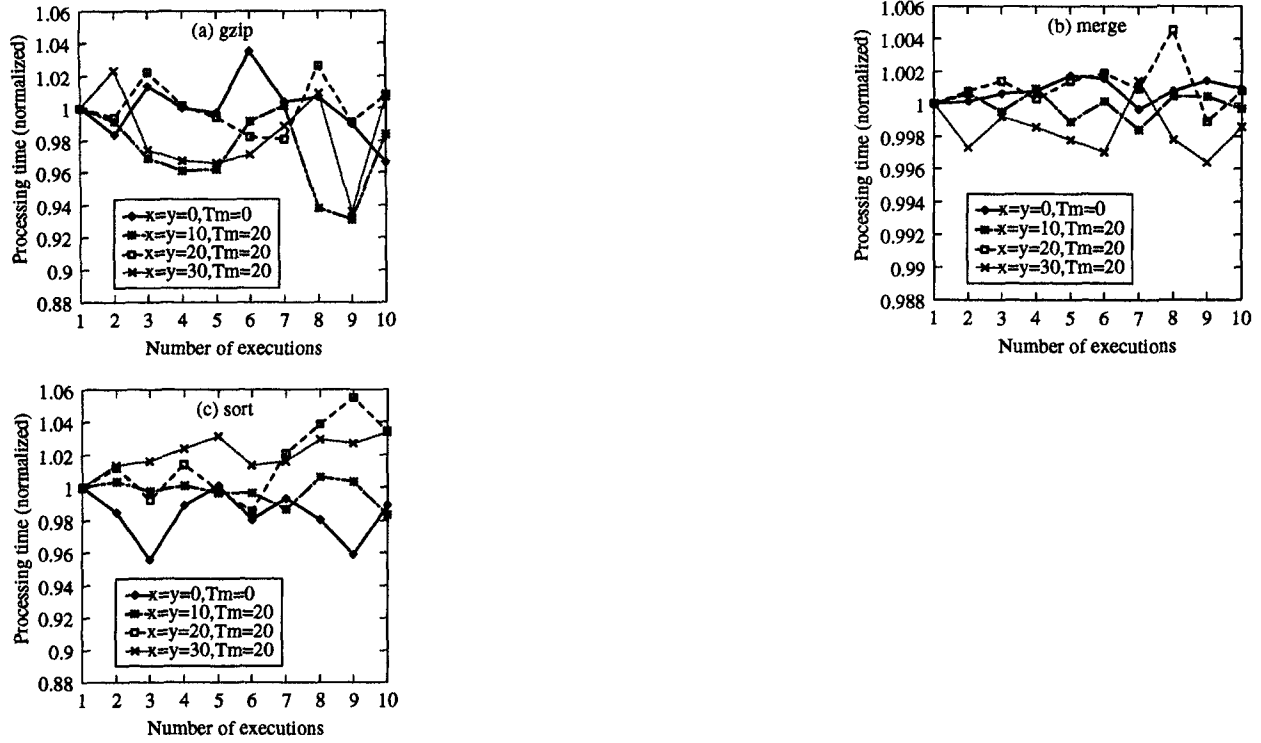 (a) gzip
Processing time (normalized)
1.06
1.04
1.02
1
0.98
0.96
0.94
0.92
0.9
0.88
x=y=0,Tm=0
x=y=10,Tm=20
x=y=20,Tm=20
x=y=30,Tm=20
1 2 3 4 5 6 7 8 9 10
Number of executions
(b) merge
Processing time (normalized)
1.006
1.004
1.002
1
0.998
0.996
0.994
0.992
0.99
0.988
x=y=0,Tm=0
x=y=10,Tm=20
x=y=20,Tm=20
x=y=30,Tm=20
1 2 3 4 5 6 7 8 9 10
Number of executions
(c) sort
Processing time (normalized)
1.06
1.04
1.02
1
0.98
0.96
0.94
0.92
0.9
0.88
x=y=0,Tm=0
x=y=10,Tm=20
x=y=20,Tm=20
x=y=30,Tm=20
1 2 3 4 5 6 7 8 9 10
Number of executions